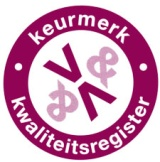 keurmerk
V & V &
kwaliteitsregister